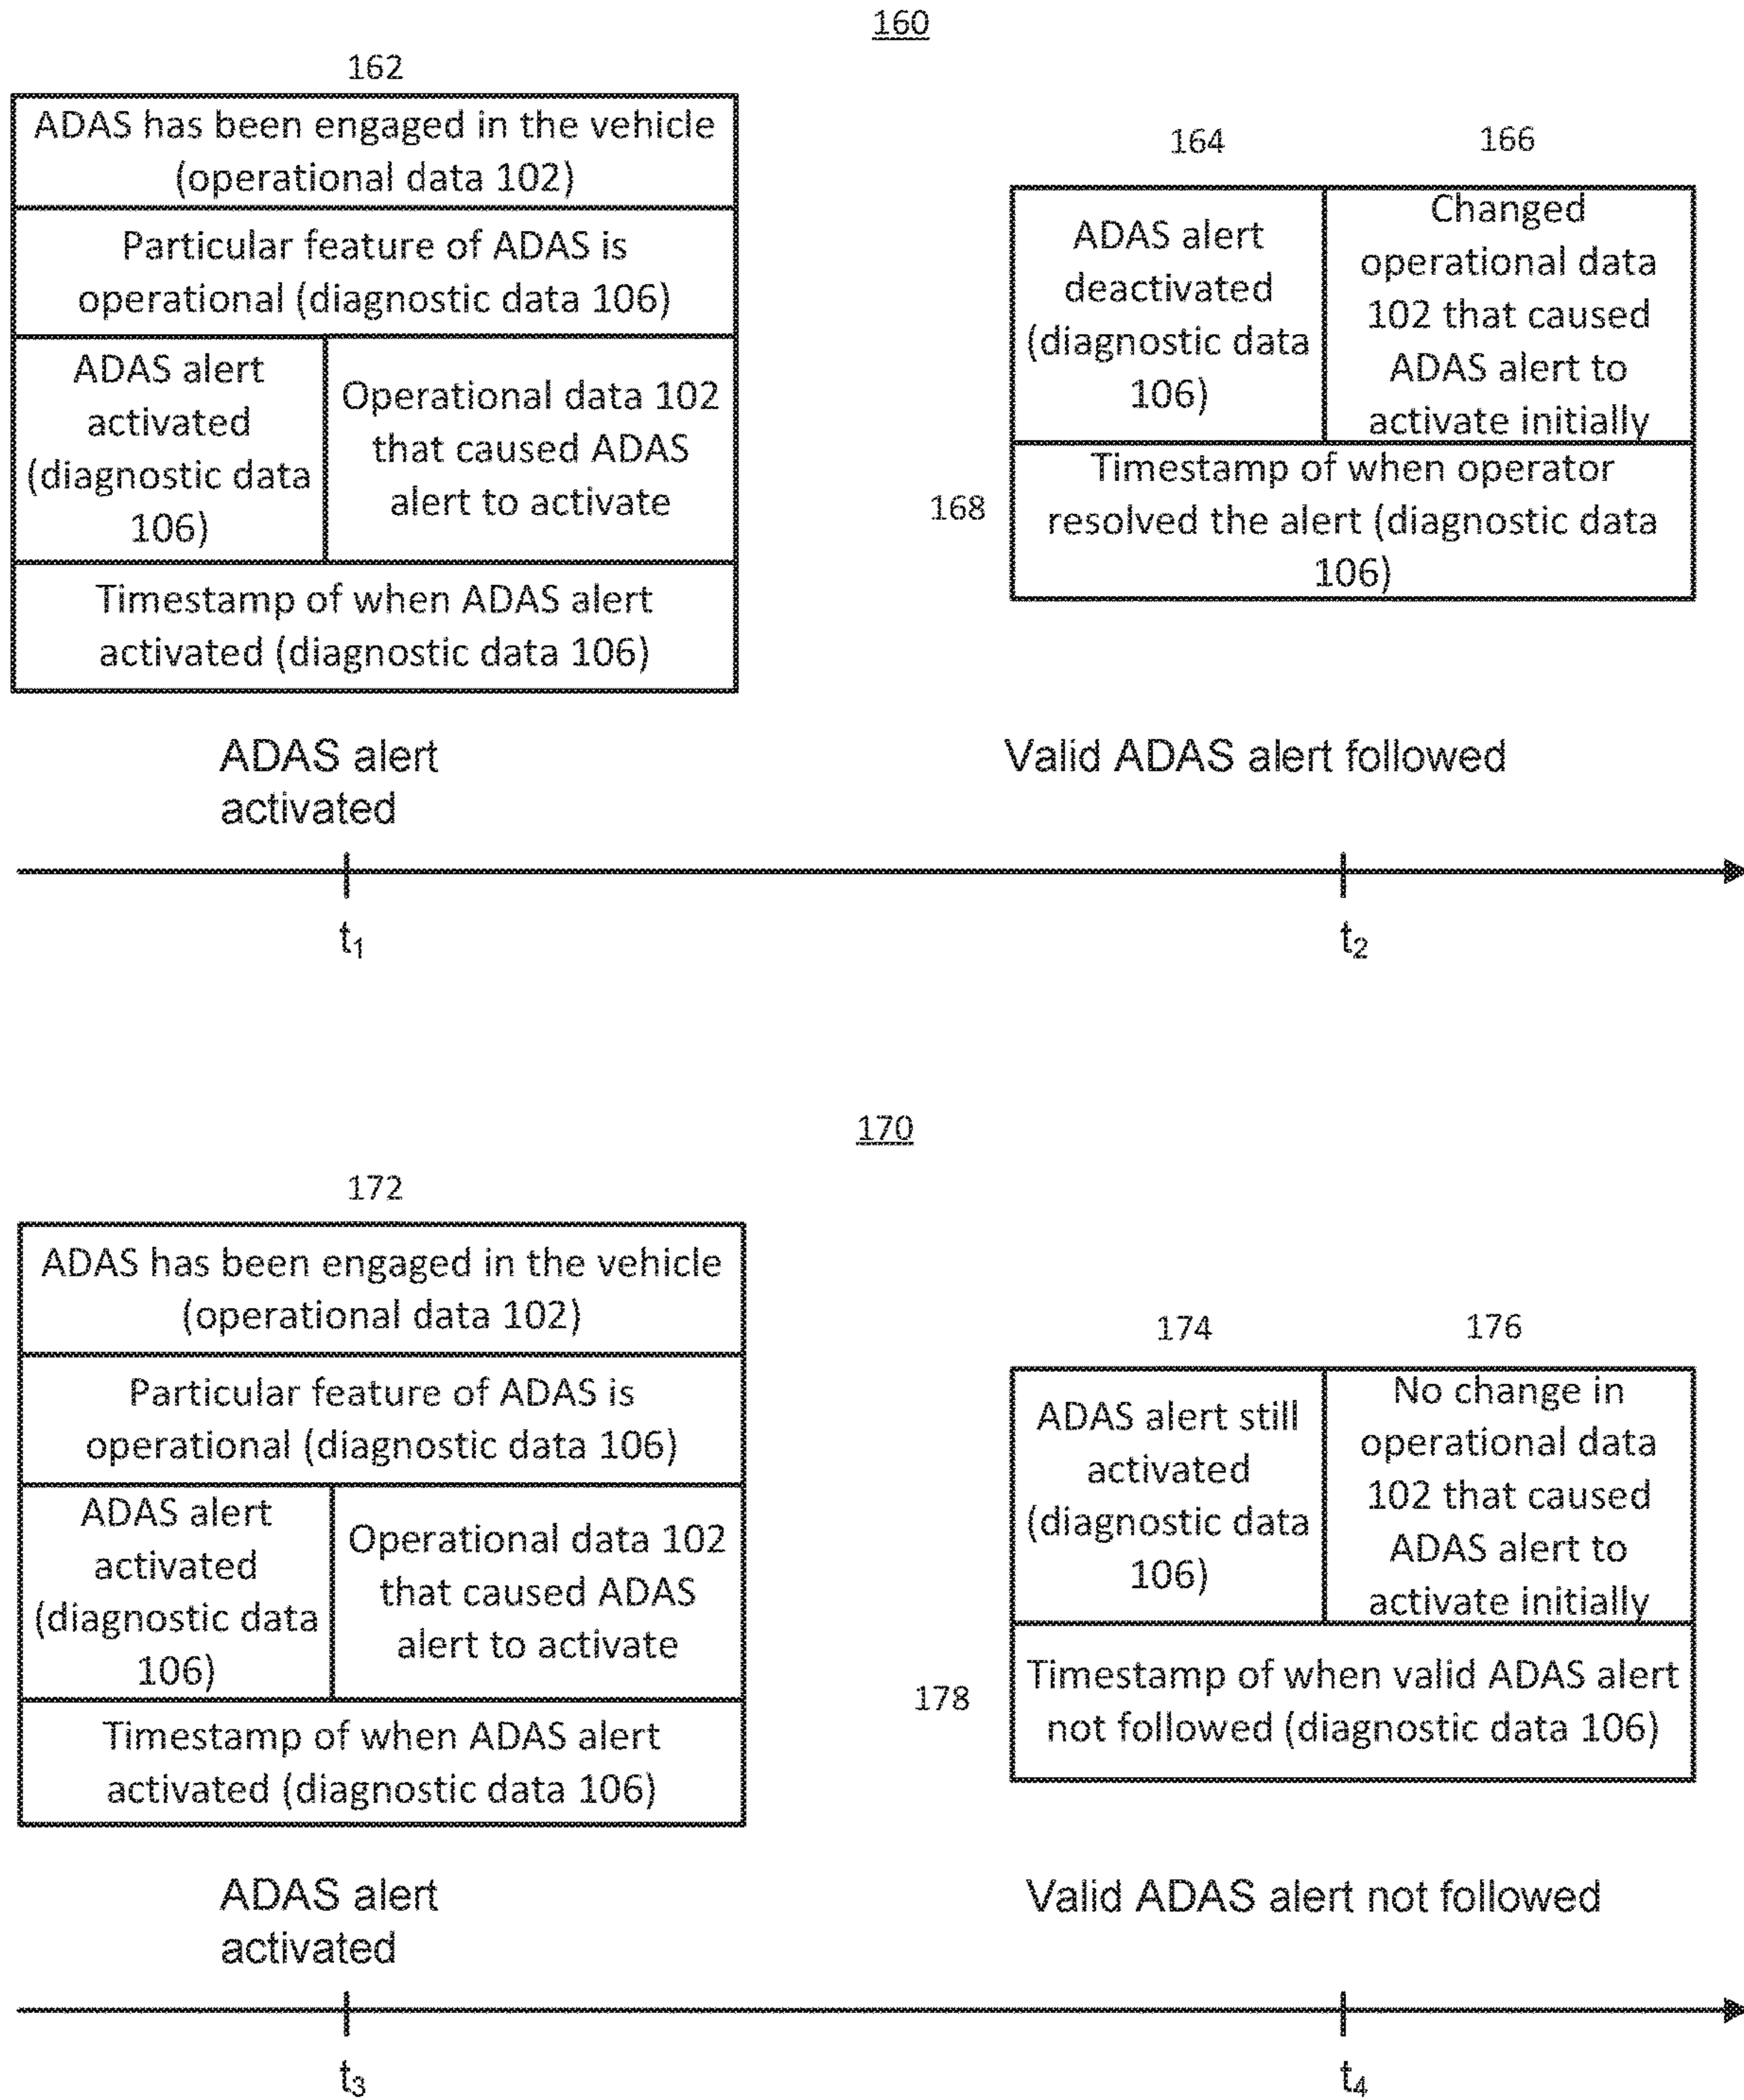 160
162
ADAS has been engaged in the vehicle
(operational data 102)
Particular feature of ADAS is
operational (diagnostic data 106)
ADAS alert
activated
(diagnostic data
106)
Operational data 102
that caused ADAS
alert to activate
Timestamp of when ADAS alert
activated (diagnostic data 106)
164
166
ADAS alert
deactivated
(diagnostic data
106)
Changed
operational data
102 that caused
ADAS alert to
activate initially
168
Timestamp of when operator
resolved the alert (diagnostic data
106)
ADAS alert
activated
Valid ADAS alert followed
t₁
t₂
170
172
ADAS has been engaged in the vehicle
(operational data 102)
Particular feature of ADAS is
operational (diagnostic data 106)
ADAS alert
activated
(diagnostic data
106)
Operational data 102
that caused ADAS
alert to activate
Timestamp of when ADAS alert
activated (diagnostic data 106)
174
176
ADAS alert still
activated
(diagnostic data
106)
No change in
operational data
102 that caused
ADAS alert to
activate initially
178
Timestamp of when valid ADAS alert
not followed (diagnostic data 106)
ADAS alert
activated
Valid ADAS alert not followed
t₃
t₄